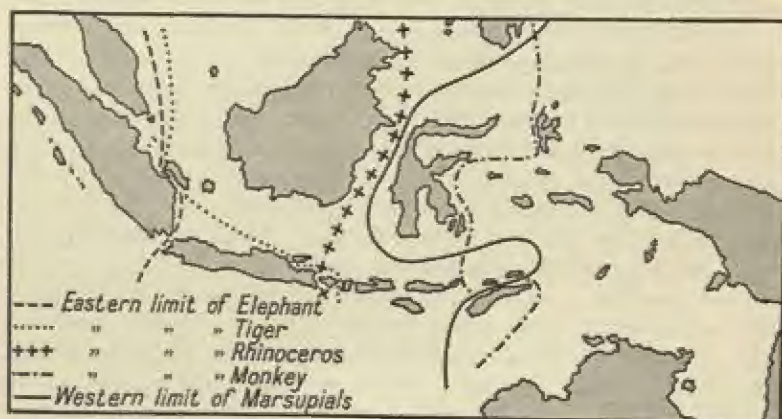 Eastern limit of Elephant
" " " Tiger
" " " Rhinoceros
" " " Monkey
Western limit of Marsupials